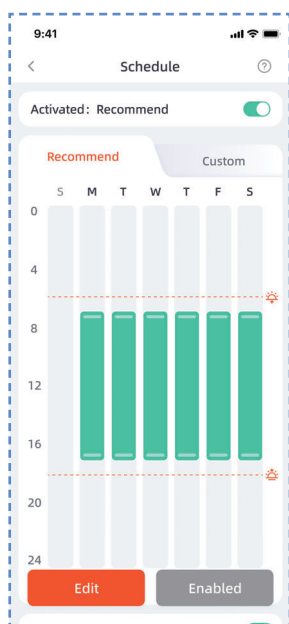 9:41
Schedule
Activated: Recommend
Recommend
Custom
S M T W T F S
0
4
8
12
16
20
24
Edit
Enabled